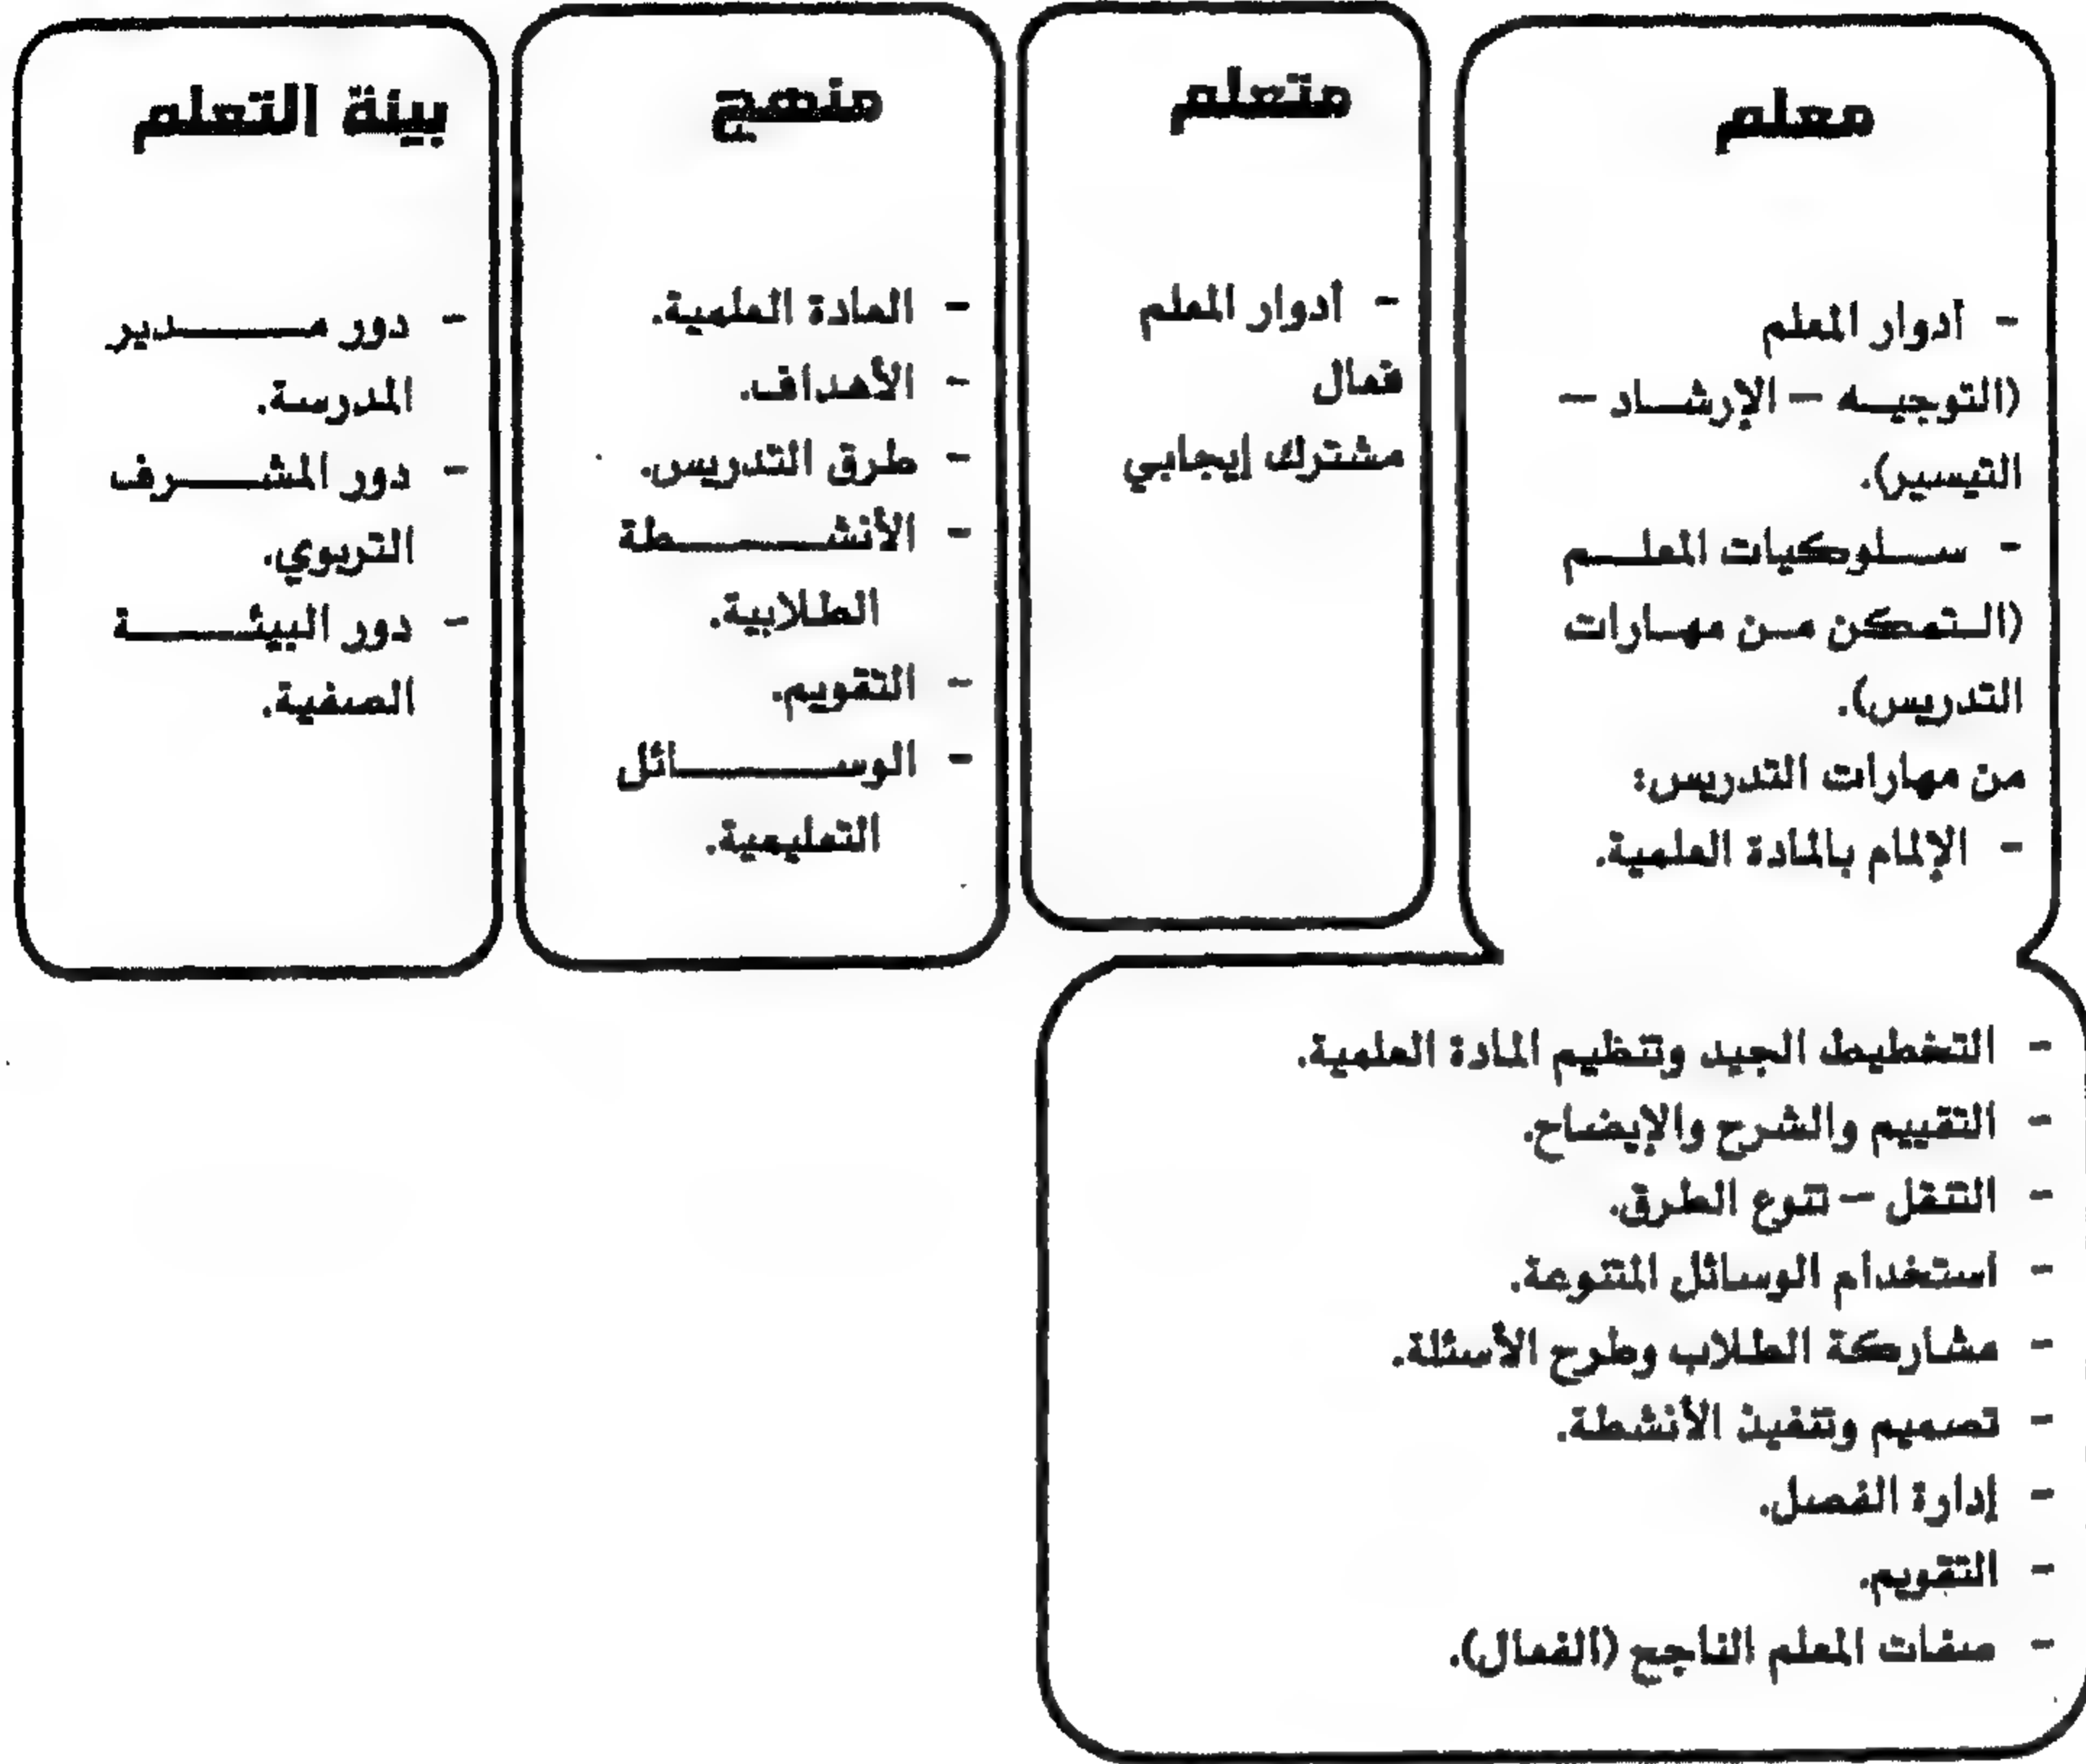 معلم
- أدوار المعلم
(التوجيه – الإرشاد –
التيسير).
- سلوكيات المعلم
(التمكن من مهارات
التدريس).
من مهارات التدريس:
- الإلمام بالمادة العلمية.
- التخطيط الجيد وتنظيم المادة العلمية.
- التقييم والشرح والإيضاح.
- التنقل – تنوع الطرق.
- استخدام الوسائل المتنوعة.
- مشاركة الطلاب وطرح الأسئلة.
- تصميم وتنفيذ الأنشطة.
- إدارة الفصل.
- التقويم.
- صفات المعلم الناجح (الفعال).
متعلم
- أدوار المعلم
فعال
مشترك إيجابي
منهج
- المادة العلمية.
- الأهداف.
- طرق التدريس.
- الأنشطة
الطلابية.
- التقويم.
- الوسائل
التعليمية.
بيئة التعلم
- دور مدير
المدرسة.
- دور المشرف
التربوي.
- دور البيئة
الصفية.